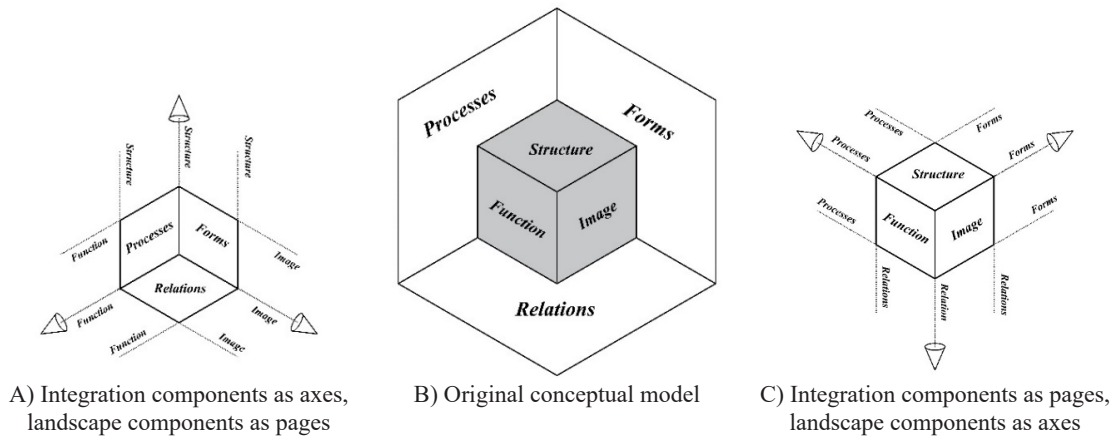 Structure
Structure
Structure
Function
Processes
Forms
Image
Relations
Function
Image
Function
Image
A) Integration components as axes,
landscape components as pages
Processes
Forms
Structure
Function
Image
Relations
B) Original conceptual model
Processes
Forms
Processes
Forms
Structure
Processes
Function
Image
Forms
Relations
Relation
Relations
C) Integration components as pages,
landscape components as axes